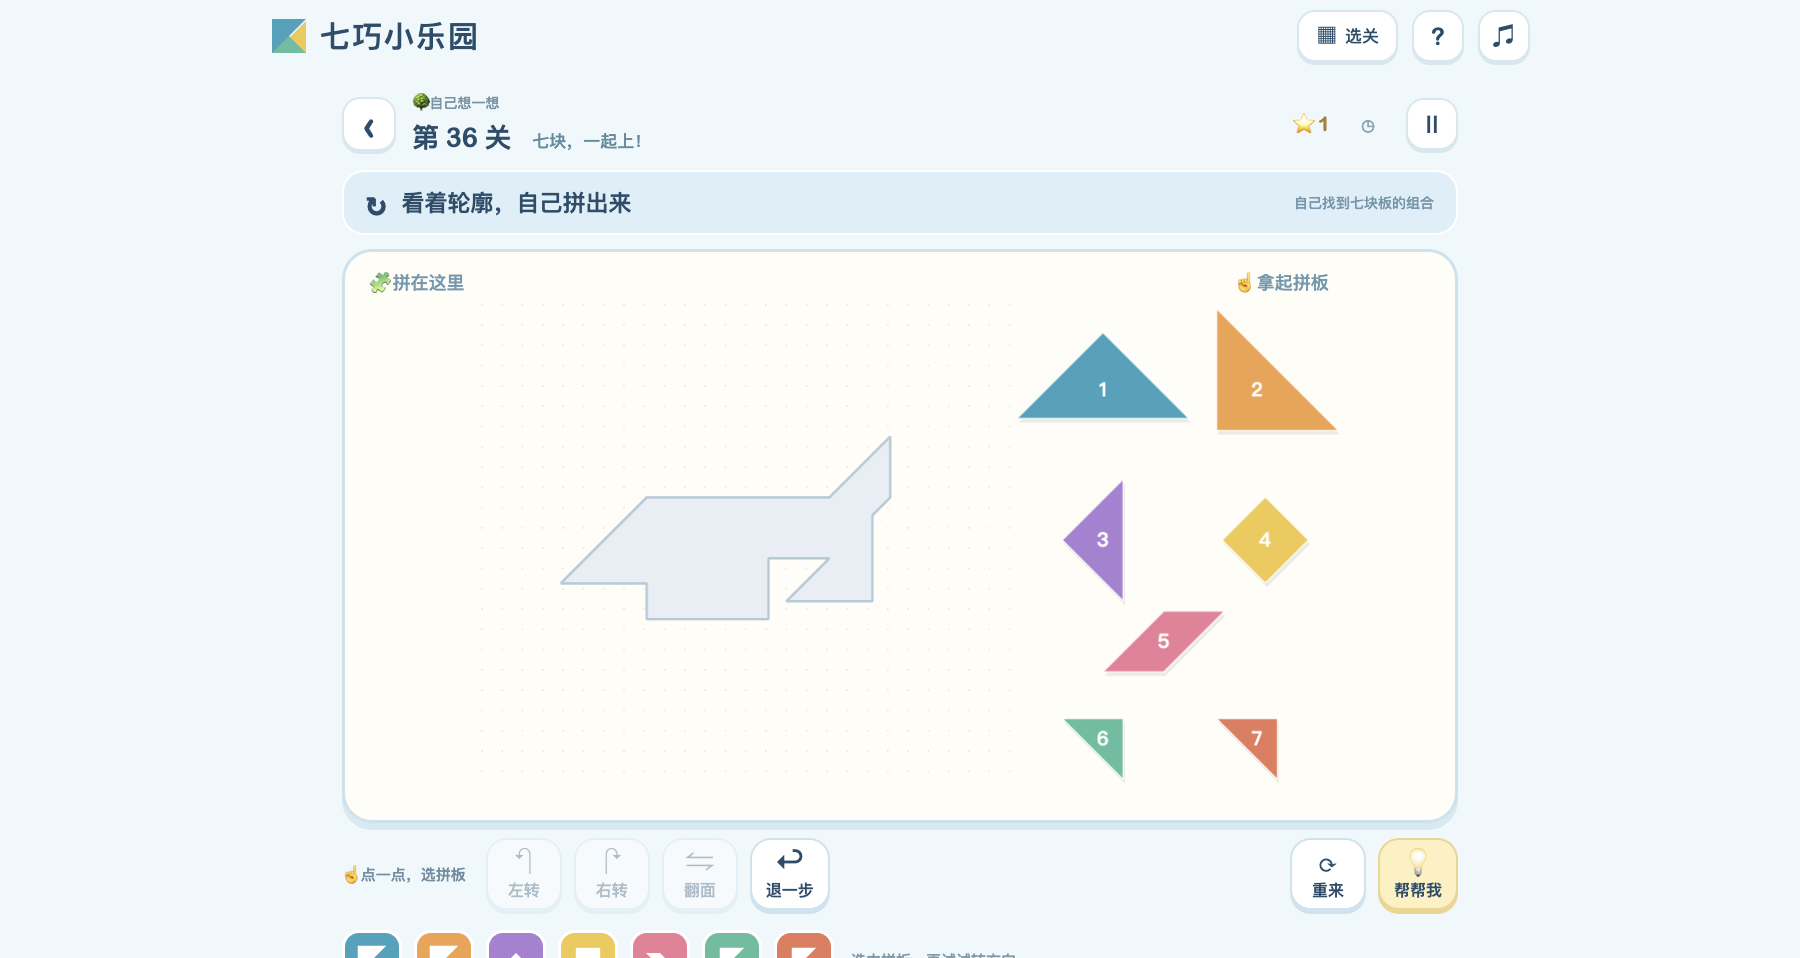 七巧小乐园
选关
?
自己想一想
第 36 关
七块，一起上！
1
看着轮廓，自己拼出来
自己找到七块板的组合
拼在这里
拿起拼板
1
2
3
4
5
6
7
点一点，选拼板
左转
右转
翻面
退一步
重来
帮帮我